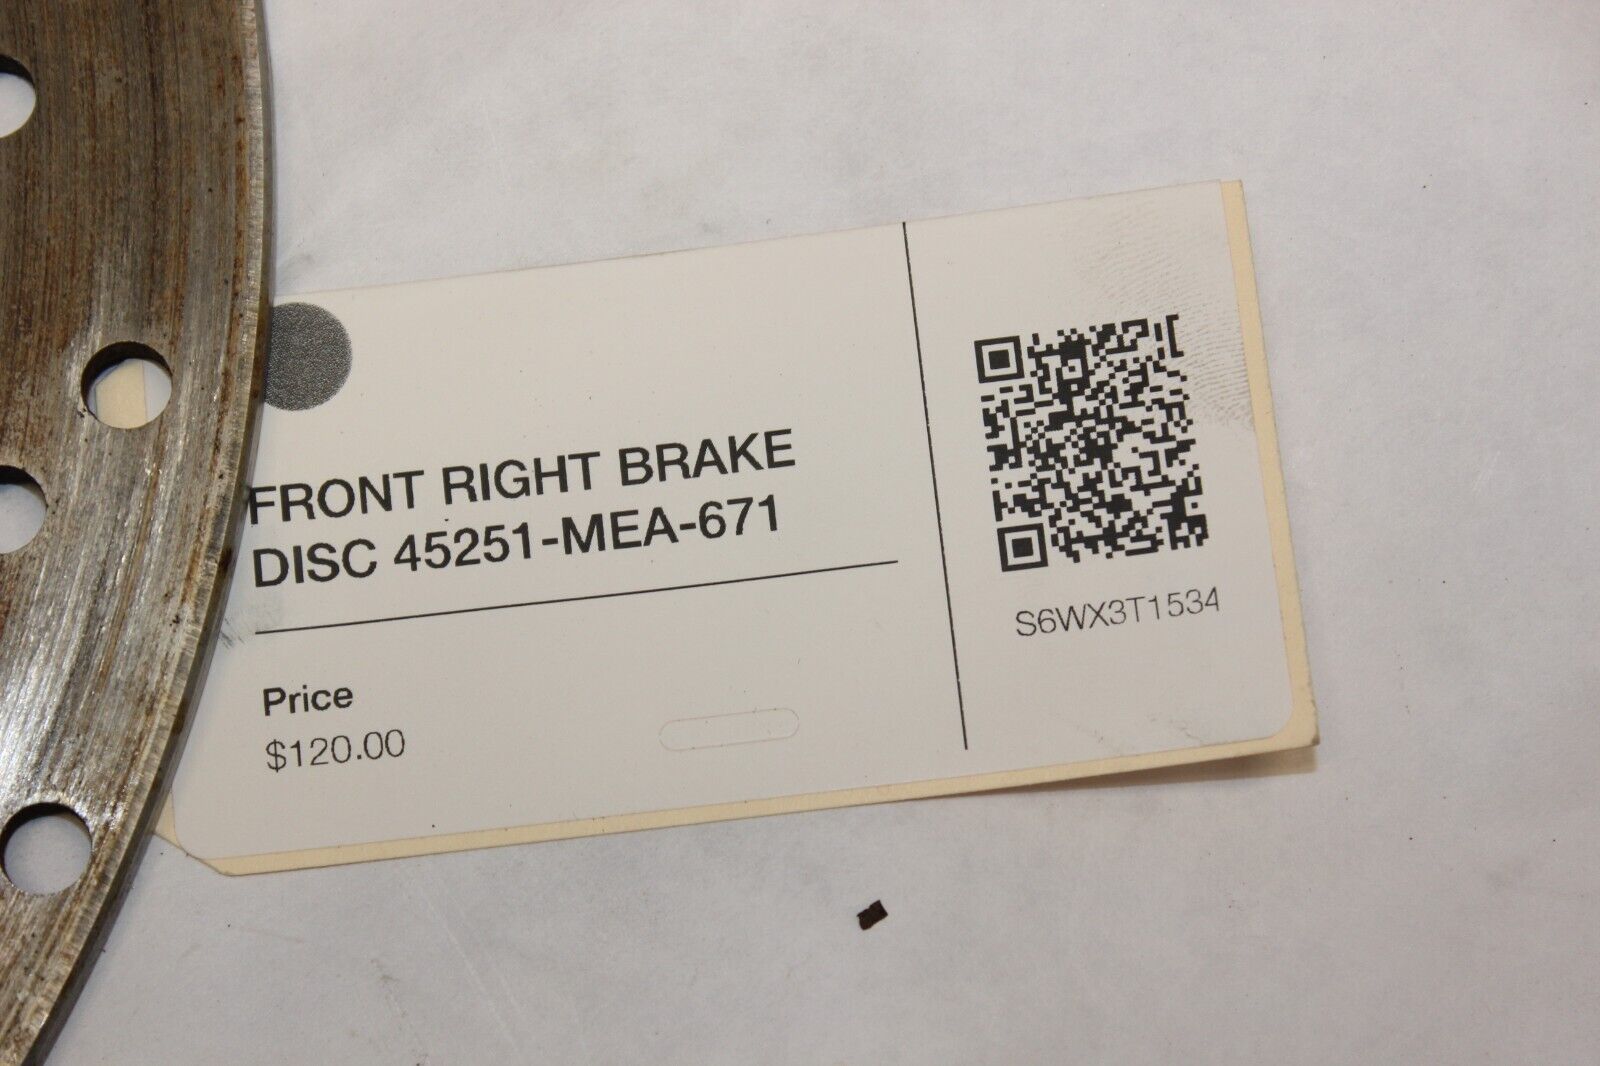 FRONT RIGHT BRAKE
DISC 45251-MEA-671
Price
$120.00
S6WX3T1534